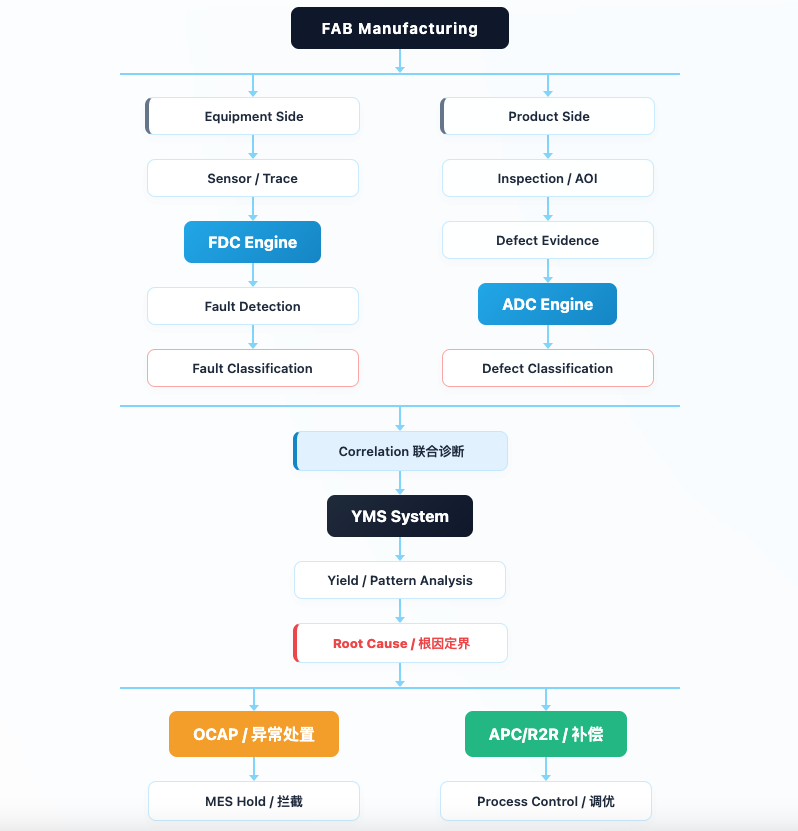 FAB Manufacturing
Equipment Side
Product Side
Sensor / Trace
Inspection / AOI
FDC Engine
Defect Evidence
Fault Detection
ADC Engine
Fault Classification
Defect Classification
Correlation 联合诊断
YMS System
Yield / Pattern Analysis
Root Cause / 根因定界
OCAP / 异常处置
APC/R2R / 补偿
MES Hold / 拦截
Process Control / 调优